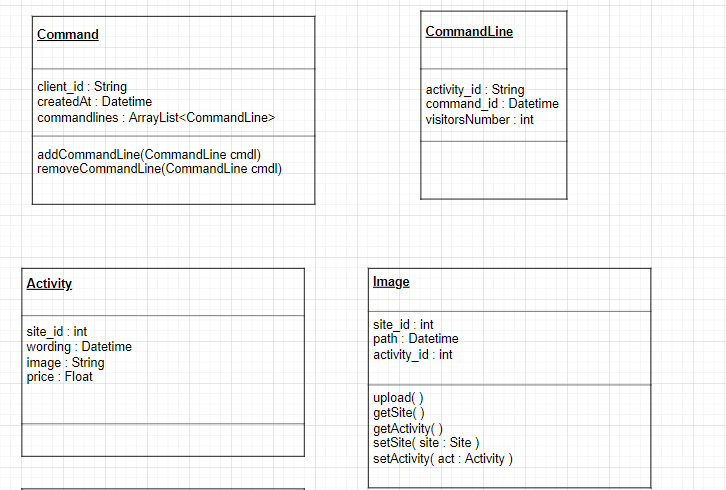 Command
client_id : String
createdAt : Datetime
commandlines : ArrayList<CommandLine>
addCommandLine(CommandLine cmdl)
removeCommandLine(CommandLine cmdl)
CommandLine
activity_id : String
command_id : Datetime
visitorsNumber : int
Activity
site_id : int
wording : Datetime
image : String
price : Float
Image
site_id : int
path : Datetime
activity_id : int
upload( )
getSite( )
getActivity( )
setSite( site : Site )
setActivity( act : Activity )